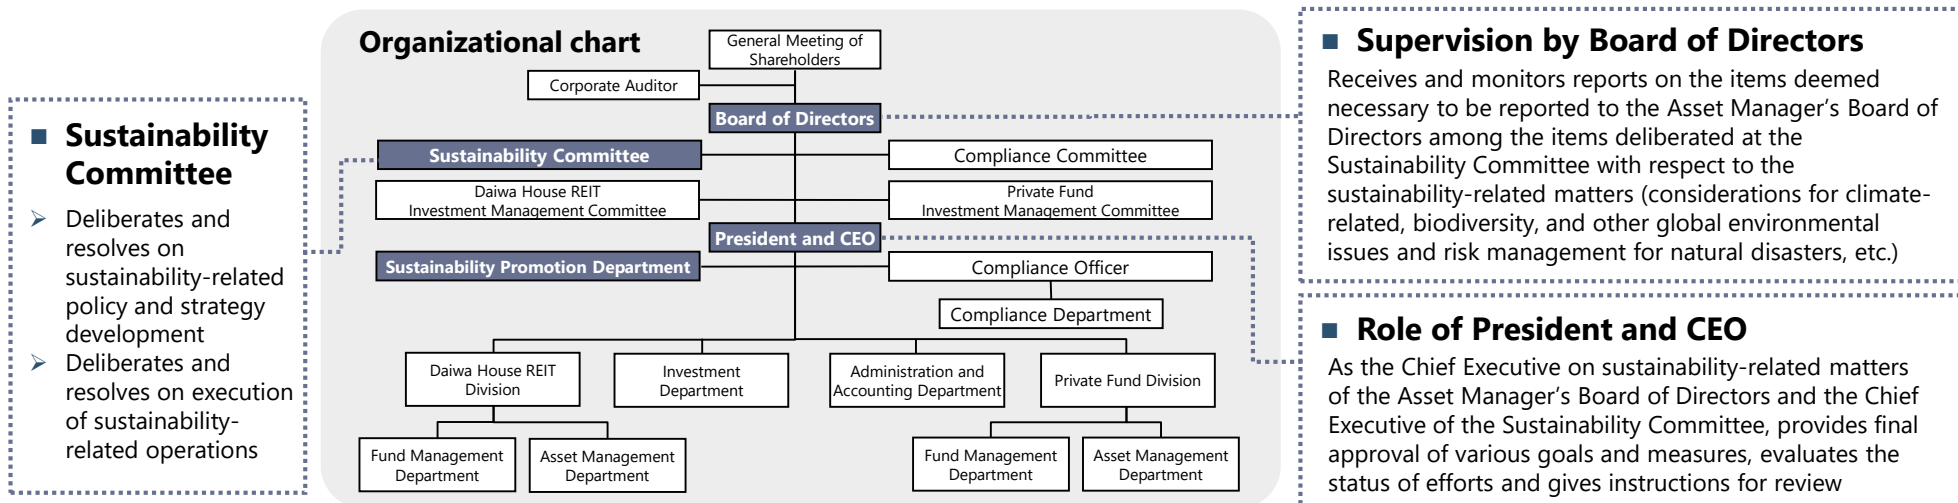 Sustainability
Committee
Deliberates and
resolves on
sustainability-related
policy and strategy
development
Deliberates and
resolves on execution
of sustainability-
related operations
Organizational chart
General Meeting of
Shareholders
Corporate Auditor
Board of Directors
Sustainability Committee
Compliance Committee
Daiwa House REIT
Investment Management Committee
Private Fund
Investment Management Committee
President and CEO
Sustainability Promotion Department
Compliance Officer
Compliance Department
Daiwa House REIT
Division
Investment
Department
Administration and
Accounting Department
Private Fund Division
Fund Management
Department
Asset Management
Department
Fund Management
Department
Asset Management
Department
Supervision by Board of Directors
Receives and monitors reports on the items deemed
necessary to be reported to the Asset Manager’s Board of
Directors among the items deliberated at the
Sustainability Committee with respect to the
sustainability-related matters (considerations for climate-
related, biodiversity, and other global environmental
issues and risk management for natural disasters, etc.)
Role of President and CEO
As the Chief Executive on sustainability-related matters
of the Asset Manager’s Board of Directors and the Chief
Executive of the Sustainability Committee, provides final
approval of various goals and measures, evaluates the
status of efforts and gives instructions for review